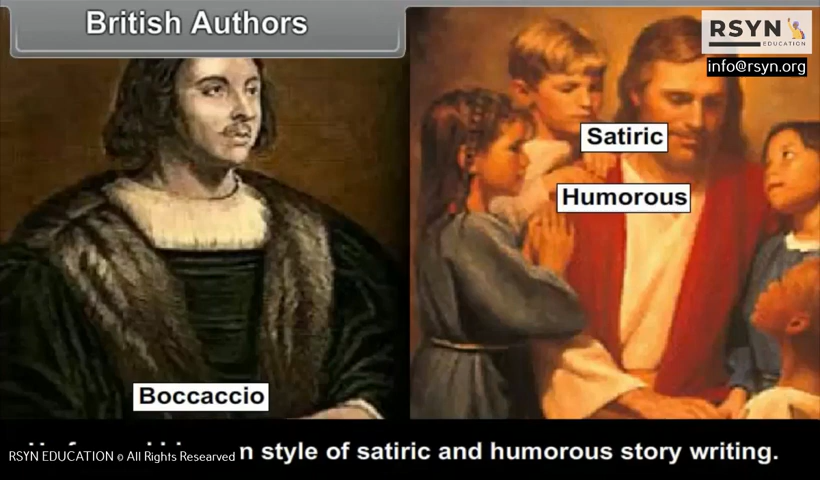 British Authors
RSYN
EDUCATION
info@rsyn.org
Satiric
Humorous
Boccaccio
n style of satiric and humorous story writing.
RSYN EDUCATION © All Rights Researved